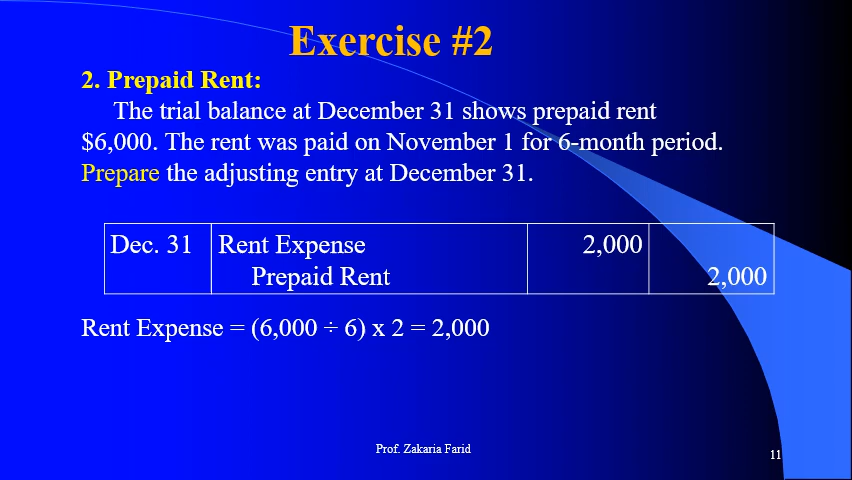 Exercise #2
2. Prepaid Rent:
The trial balance at December 31 shows prepaid rent
$6,000. The rent was paid on November 1 for 6-month period.
Prepare the adjusting entry at December 31.
Dec. 31 Rent Expense 2,000
Prepaid Rent 2,000
Rent Expense = (6,000 ÷ 6) x 2 = 2,000
Prof. Zakaria Farid
11